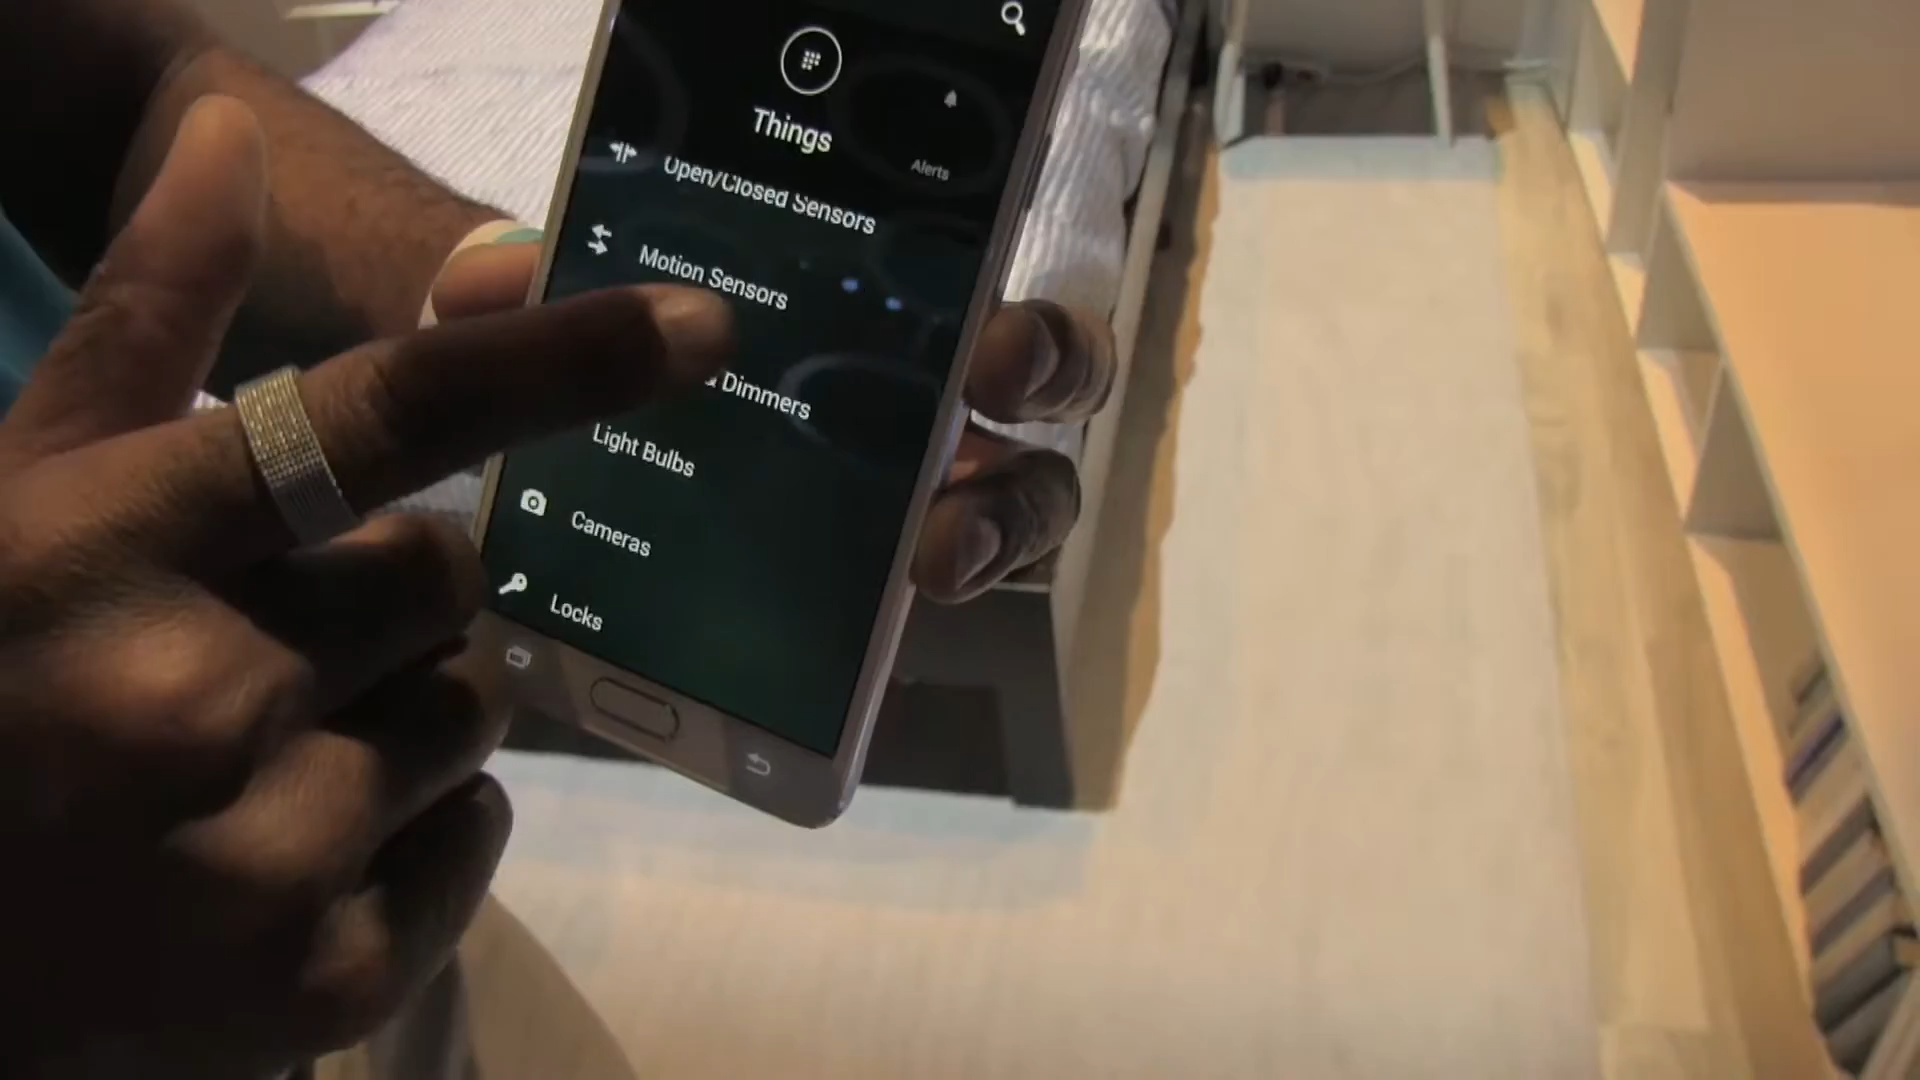 Things
Alerts
Open/Closed Sensors
Motion Sensors
Dimmers
Light Bulbs
Cameras
Locks